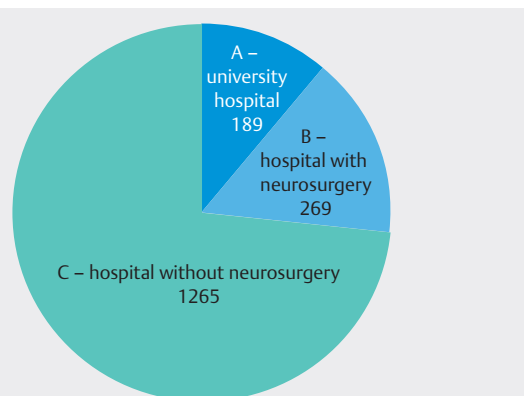 A –
university
hospital
189
B –
hospital with
neurosurgery
269
C – hospital without neurosurgery
1265